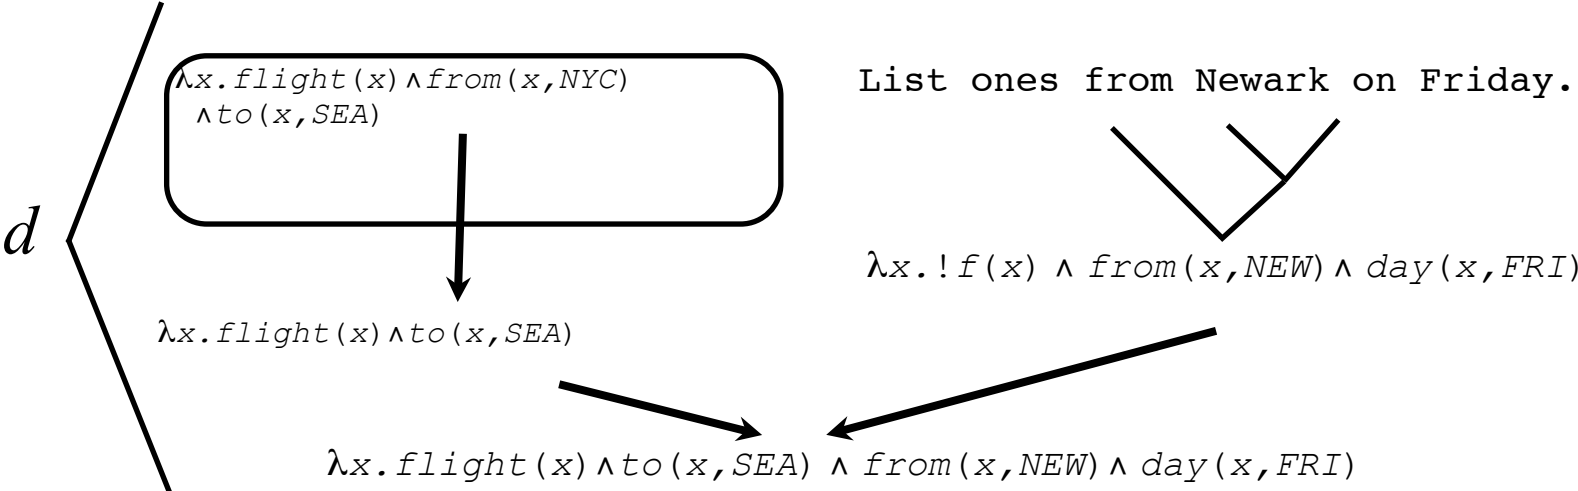 λx.flight(x)∧from(x,NYC)
∧to(x,SEA)
List ones from Newark on Friday.
d
λx.!f(x) ∧ from(x,NEW)∧ day(x,FRI)
λx.flight(x)∧to(x,SEA)
λx.flight(x)∧to(x,SEA) ∧ from(x,NEW)∧ day(x,FRI)